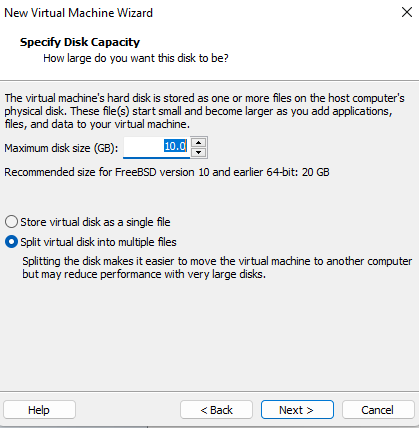 New Virtual Machine Wizard
Specify Disk Capacity
How large do you want this disk to be?
The virtual machine's hard disk is stored as one or more files on the host computer's
physical disk. These file(s) start small and become larger as you add applications,
files, and data to your virtual machine.
Maximum disk size (GB): 10.0
Recommended size for FreeBSD version 10 and earlier 64-bit: 20 GB
Store virtual disk as a single file
Split virtual disk into multiple files
Splitting the disk makes it easier to move the virtual machine to another computer
but may reduce performance with very large disks.
Help < Back Next > Cancel